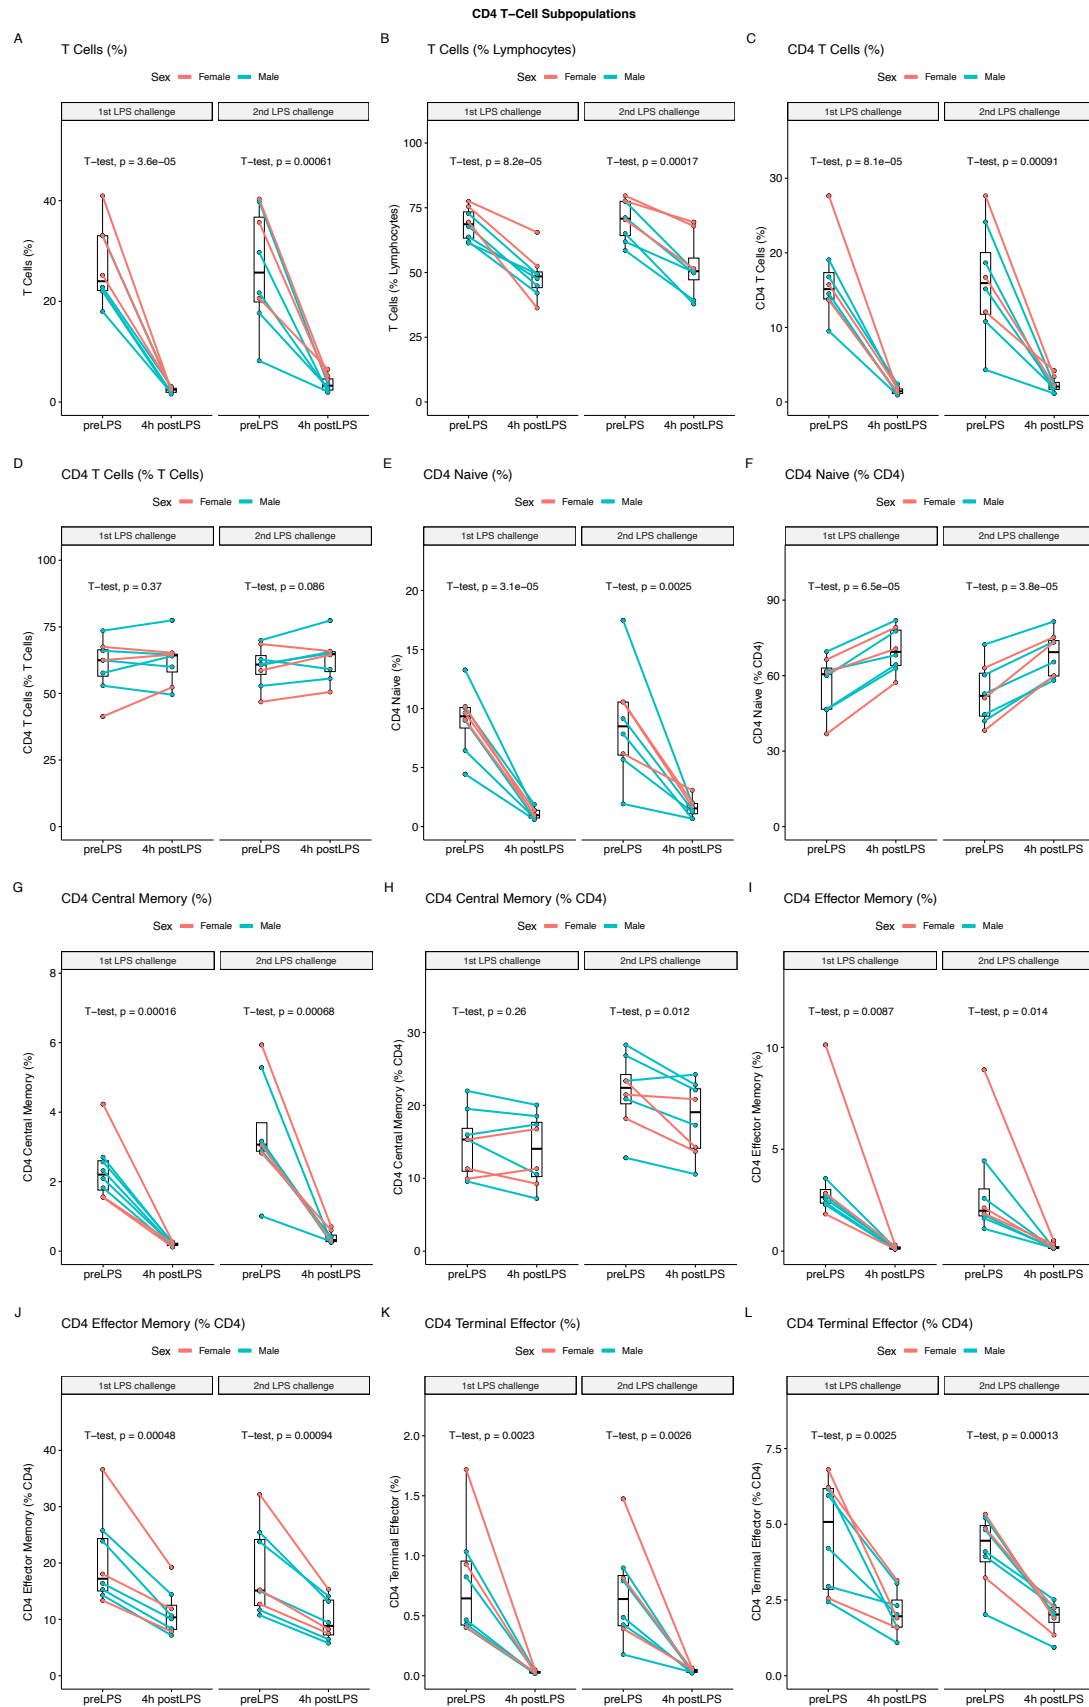 CD4 T−Cell Subpopulations
A
T Cells (%)
Sex Female Male
1st LPS challenge 2nd LPS challenge
T−test, p = 3.6e−05 T−test, p = 0.00061
T Cells (%)
40
20
0
preLPS 4h postLPS preLPS 4h postLPS
B
T Cells (% Lymphocytes)
Sex Female Male
1st LPS challenge 2nd LPS challenge
T−test, p = 8.2e−05 T−test, p = 0.00017
T Cells (% Lymphocytes)
100
75
50
25
0
preLPS 4h postLPS preLPS 4h postLPS
C
CD4 T Cells (%)
Sex Female Male
1st LPS challenge 2nd LPS challenge
T−test, p = 8.1e−05 T−test, p = 0.00091
CD4 T Cells (%)
30
20
10
0
preLPS 4h postLPS preLPS 4h postLPS
D
CD4 T Cells (% T Cells)
Sex Female Male
1st LPS challenge 2nd LPS challenge
T−test, p = 0.37 T−test, p = 0.086
CD4 T Cells (% T Cells)
100
75
50
25
0
preLPS 4h postLPS preLPS 4h postLPS
E
CD4 Naive (%)
Sex Female Male
1st LPS challenge 2nd LPS challenge
T−test, p = 3.1e−05 T−test, p = 0.0025
CD4 Naive (%)
20
15
10
5
0
preLPS 4h postLPS preLPS 4h postLPS
F
CD4 Naive (% CD4)
Sex Female Male
1st LPS challenge 2nd LPS challenge
T−test, p = 6.5e−05 T−test, p = 3.8e−05
CD4 Naive (% CD4)
90
60
30
0
preLPS 4h postLPS preLPS 4h postLPS
G
CD4 Central Memory (%)
Sex Female Male
1st LPS challenge 2nd LPS challenge
T−test, p = 0.00016 T−test, p = 0.00068
CD4 Central Memory (%)
8
6
4
2
0
preLPS 4h postLPS preLPS 4h postLPS
H
CD4 Central Memory (% CD4)
Sex Female Male
1st LPS challenge 2nd LPS challenge
T−test, p = 0.26 T−test, p = 0.012
CD4 Central Memory (% CD4)
30
20
10
0
preLPS 4h postLPS preLPS 4h postLPS
I
CD4 Effector Memory (%)
Sex Female Male
1st LPS challenge 2nd LPS challenge
T−test, p = 0.0087 T−test, p = 0.014
CD4 Effector Memory (%)
10
5
0
preLPS 4h postLPS preLPS 4h postLPS
J
CD4 Effector Memory (% CD4)
Sex Female Male
1st LPS challenge 2nd LPS challenge
T−test, p = 0.00048 T−test, p = 0.00094
CD4 Effector Memory (% CD4)
40
30
20
10
0
preLPS 4h postLPS preLPS 4h postLPS
K
CD4 Terminal Effector (%)
Sex Female Male
1st LPS challenge 2nd LPS challenge
T−test, p = 0.0023 T−test, p = 0.0026
CD4 Terminal Effector (%)
2.0
1.5
1.0
0.5
0.0
preLPS 4h postLPS preLPS 4h postLPS
L
CD4 Terminal Effector (% CD4)
Sex Female Male
1st LPS challenge 2nd LPS challenge
T−test, p = 0.0025 T−test, p = 0.00013
CD4 Terminal Effector (% CD4)
7.5
5.0
2.5
0.0
preLPS 4h postLPS preLPS 4h postLPS